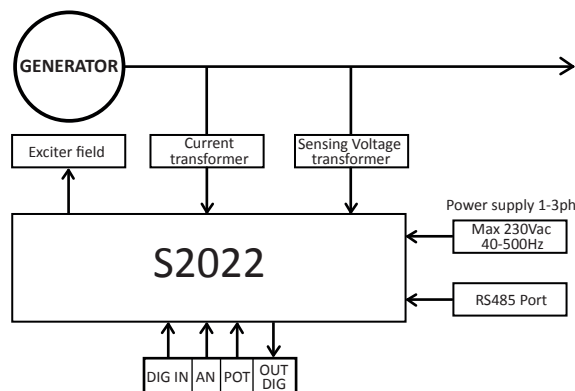 GENERATOR
Exciter field
Current
transformer
Sensing Voltage
transformer
Power supply 1-3ph
Max 230Vac
40-500Hz
S2022
RS485 Port
DIG IN AN POT OUT
DIG